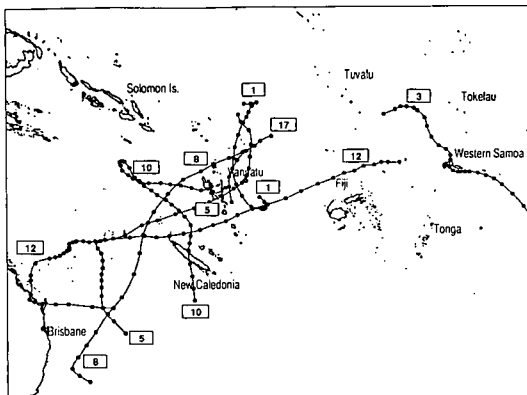 Solomon Is.
Tuvalu
Tokelau
1
3
17
8
10
12
Western Samoa
Vanuatu
5
1
Fiji
Tonga
12
New Caledonia
10
Brisbane
5
8